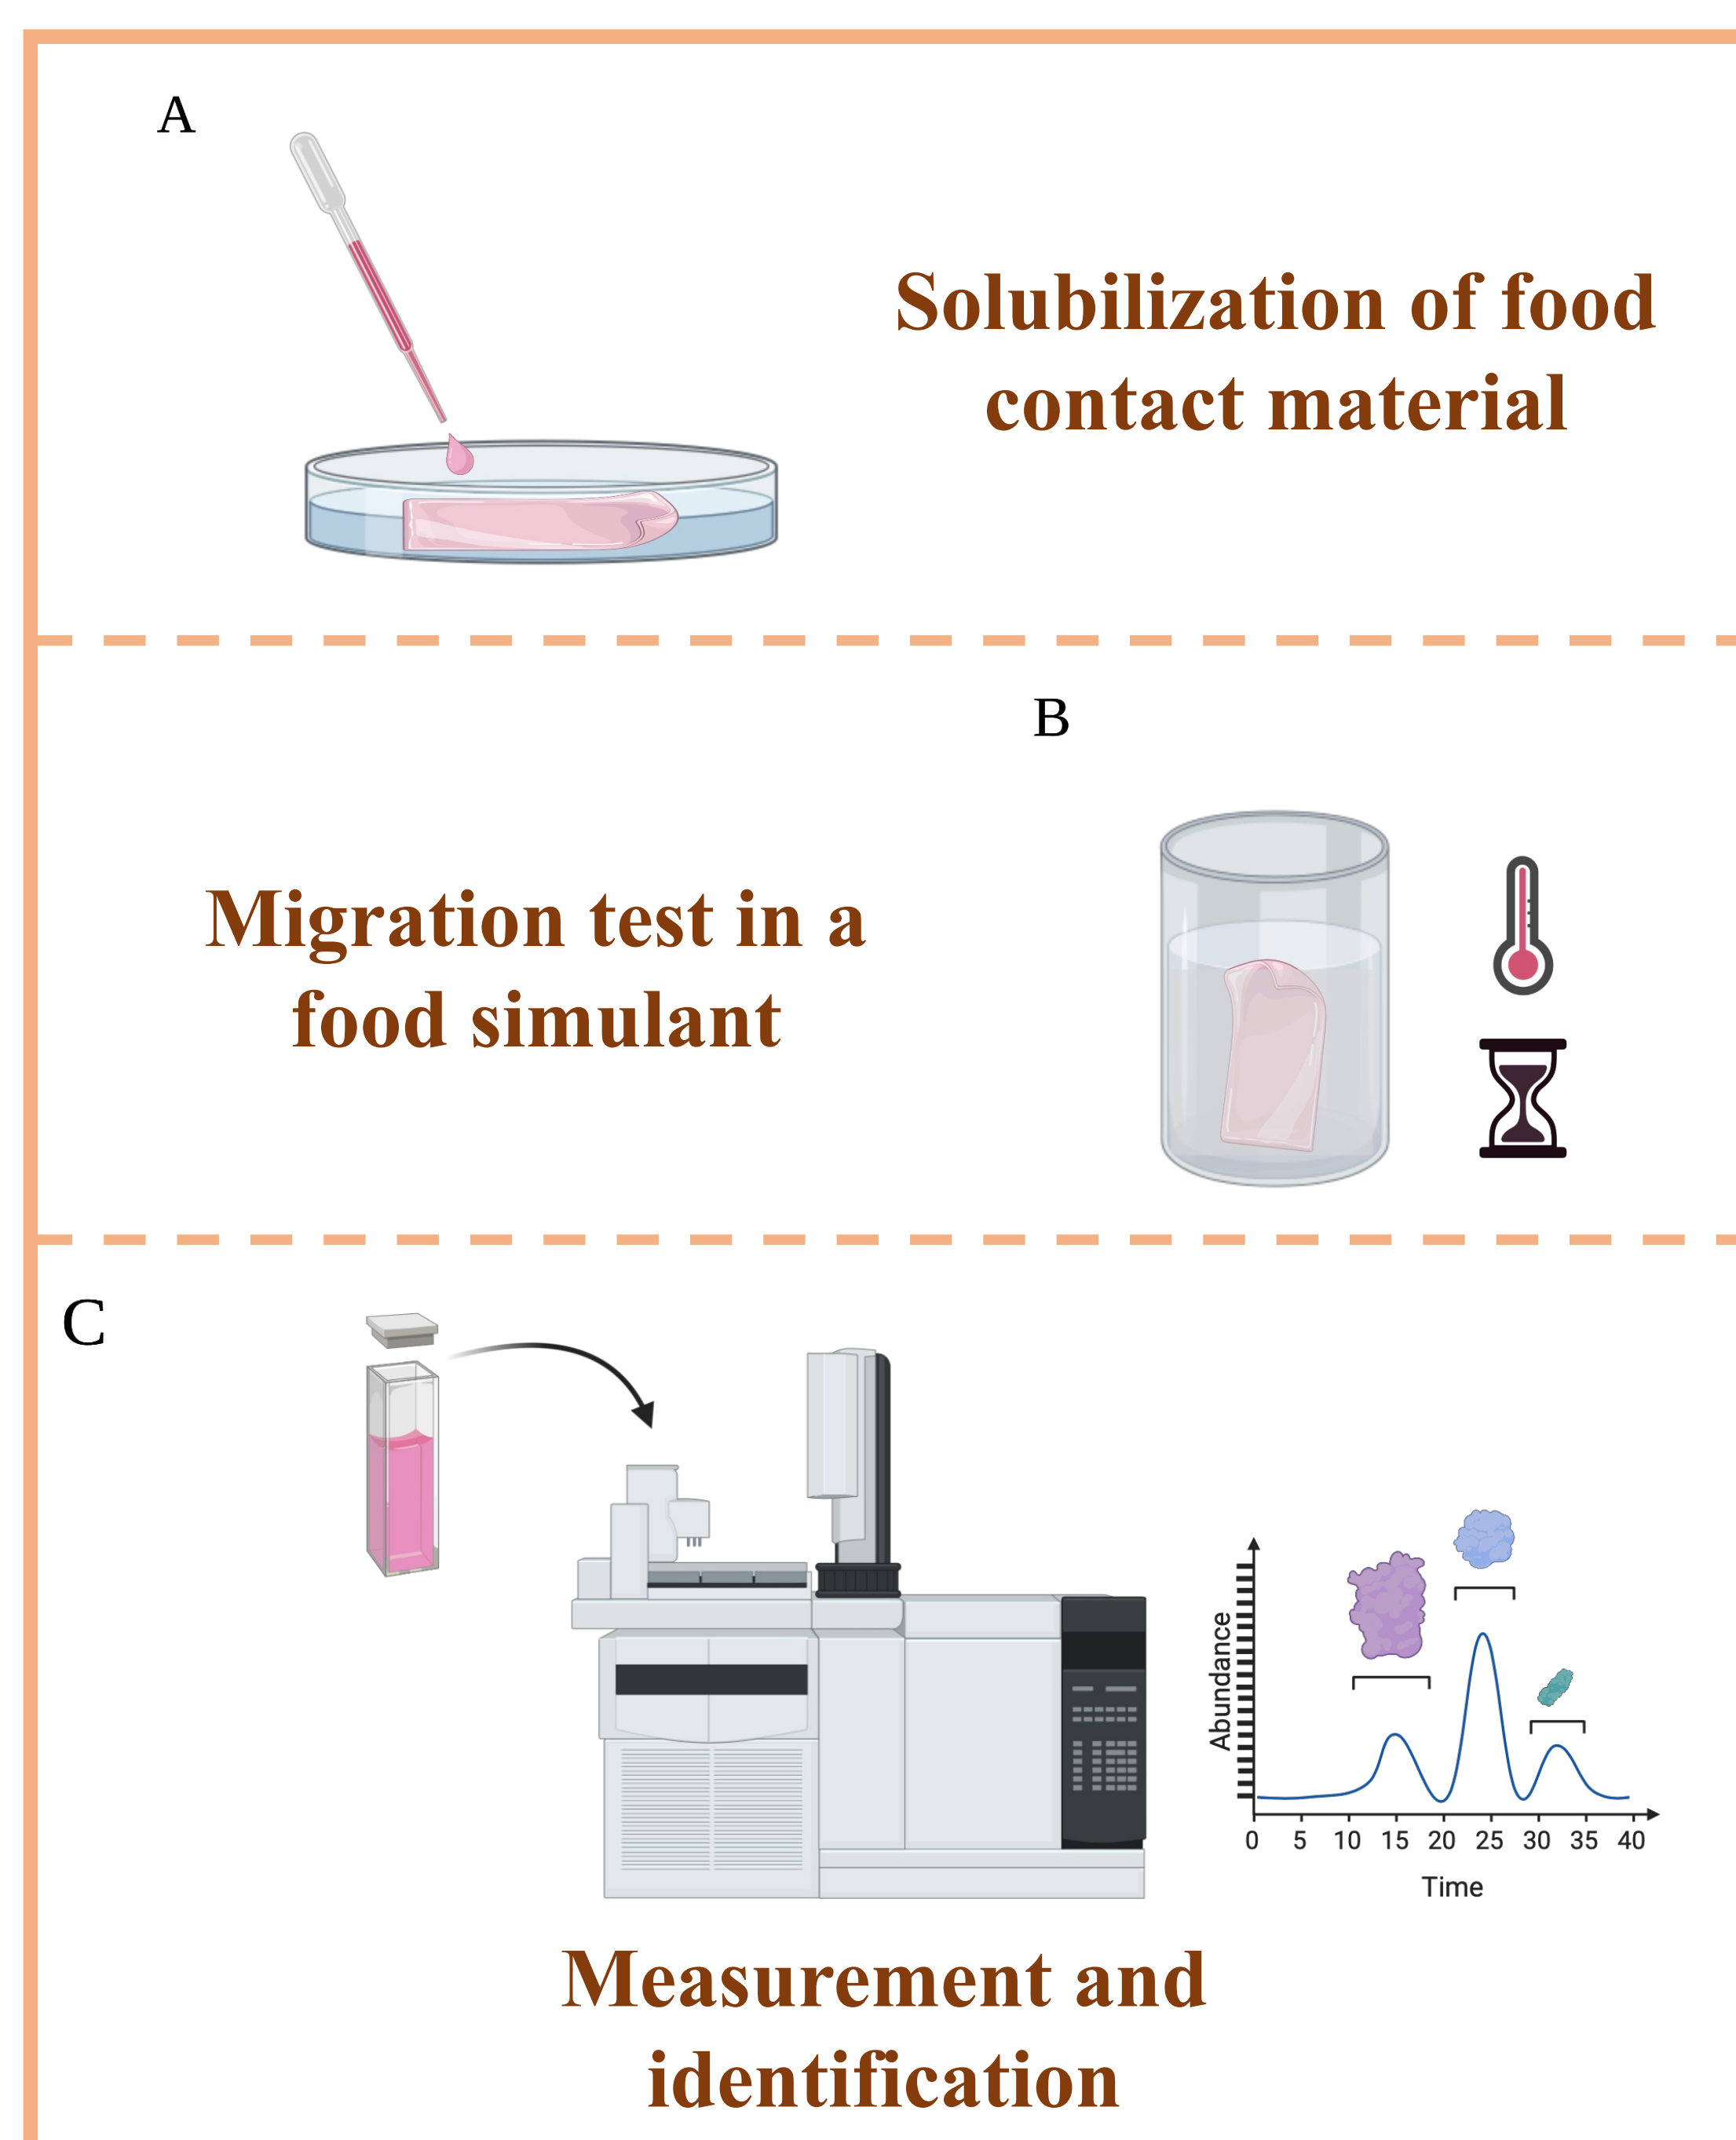 A
Solubilization of food
contact material
B
Migration test in a
food simulant
C
Abundance
0 5 10 15 20 25 30 35 40
Time
Measurement and
identification